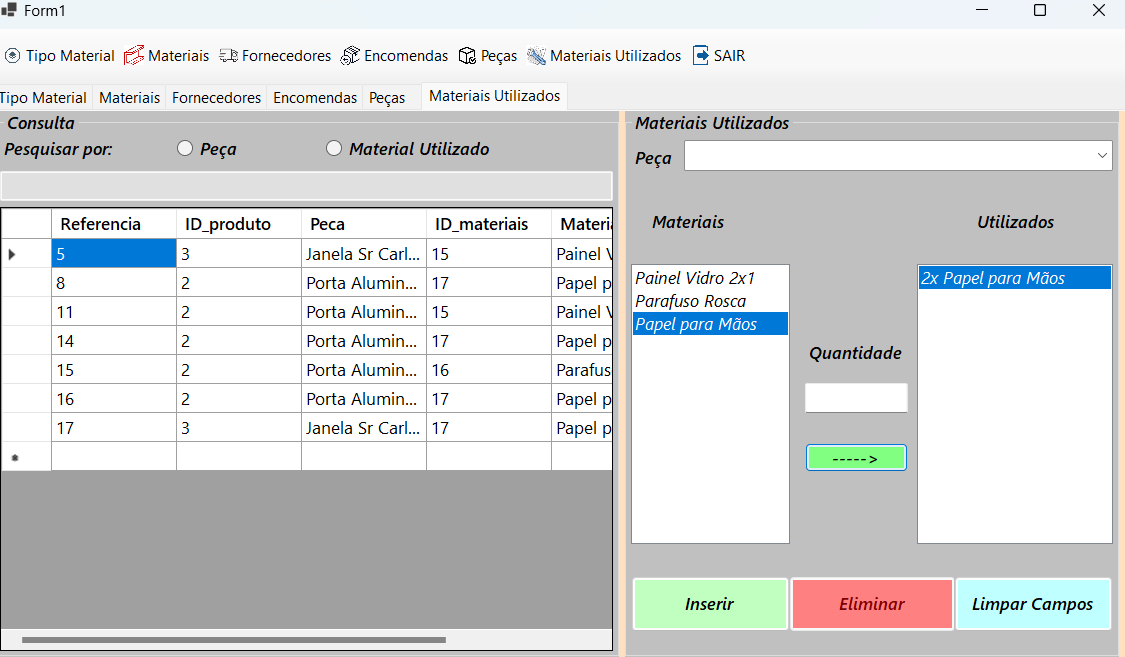 Form1
Tipo Material Materiais Fornecedores Encomendas Peças Materiais Utilizados SAIR
Tipo Material Materiais Fornecedores Encomendas Peças Materiais Utilizados
Consulta
Pesquisar por: Peça Material Utilizado
Referencia ID_produto Peca ID_materiais Materi
5 3 Janela Sr Carl... 15 Painel V
8 2 Porta Alumin... 17 Papel p
11 2 Porta Alumin... 15 Painel V
14 2 Porta Alumin... 17 Papel p
15 2 Porta Alumin... 16 Parafus
16 2 Porta Alumin... 17 Papel p
17 3 Janela Sr Carl... 17 Papel p
Materiais Utilizados
Peça
Materiais Utilizados
Painel Vidro 2x1
Parafuso Rosca
Papel para Mãos
Quantidade
----->
2x Papel para Mãos
Inserir Eliminar Limpar Campos